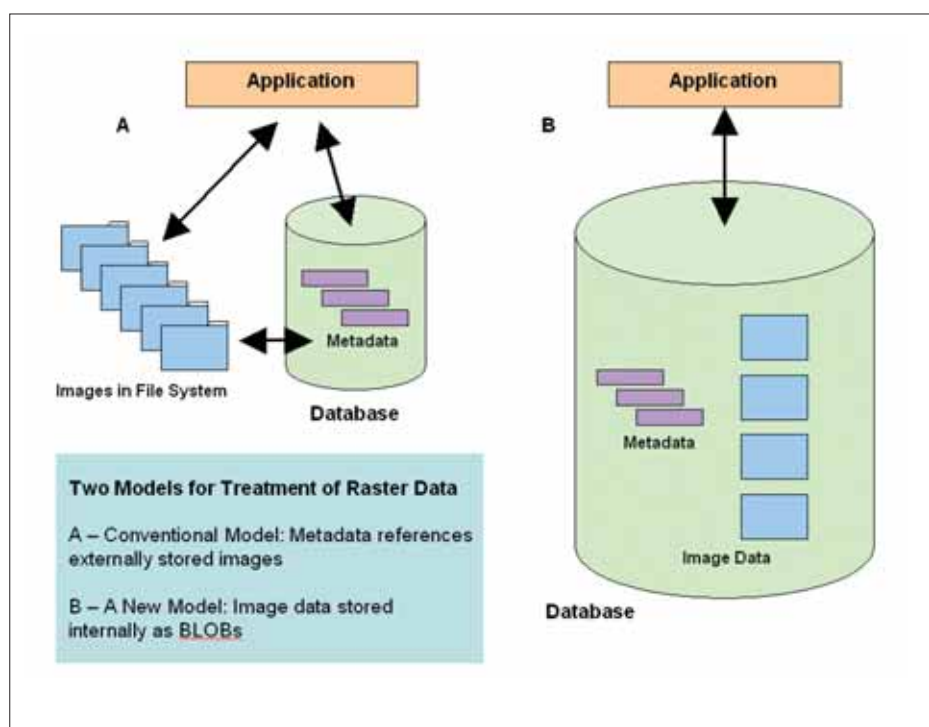 Application
A
Images in File System
Metadata
Database
Two Models for Treatment of Raster Data
A – Conventional Model: Metadata references
externally stored images
B – A New Model: Image data stored
internally as BLOBs
Application
B
Metadata
Image Data
Database